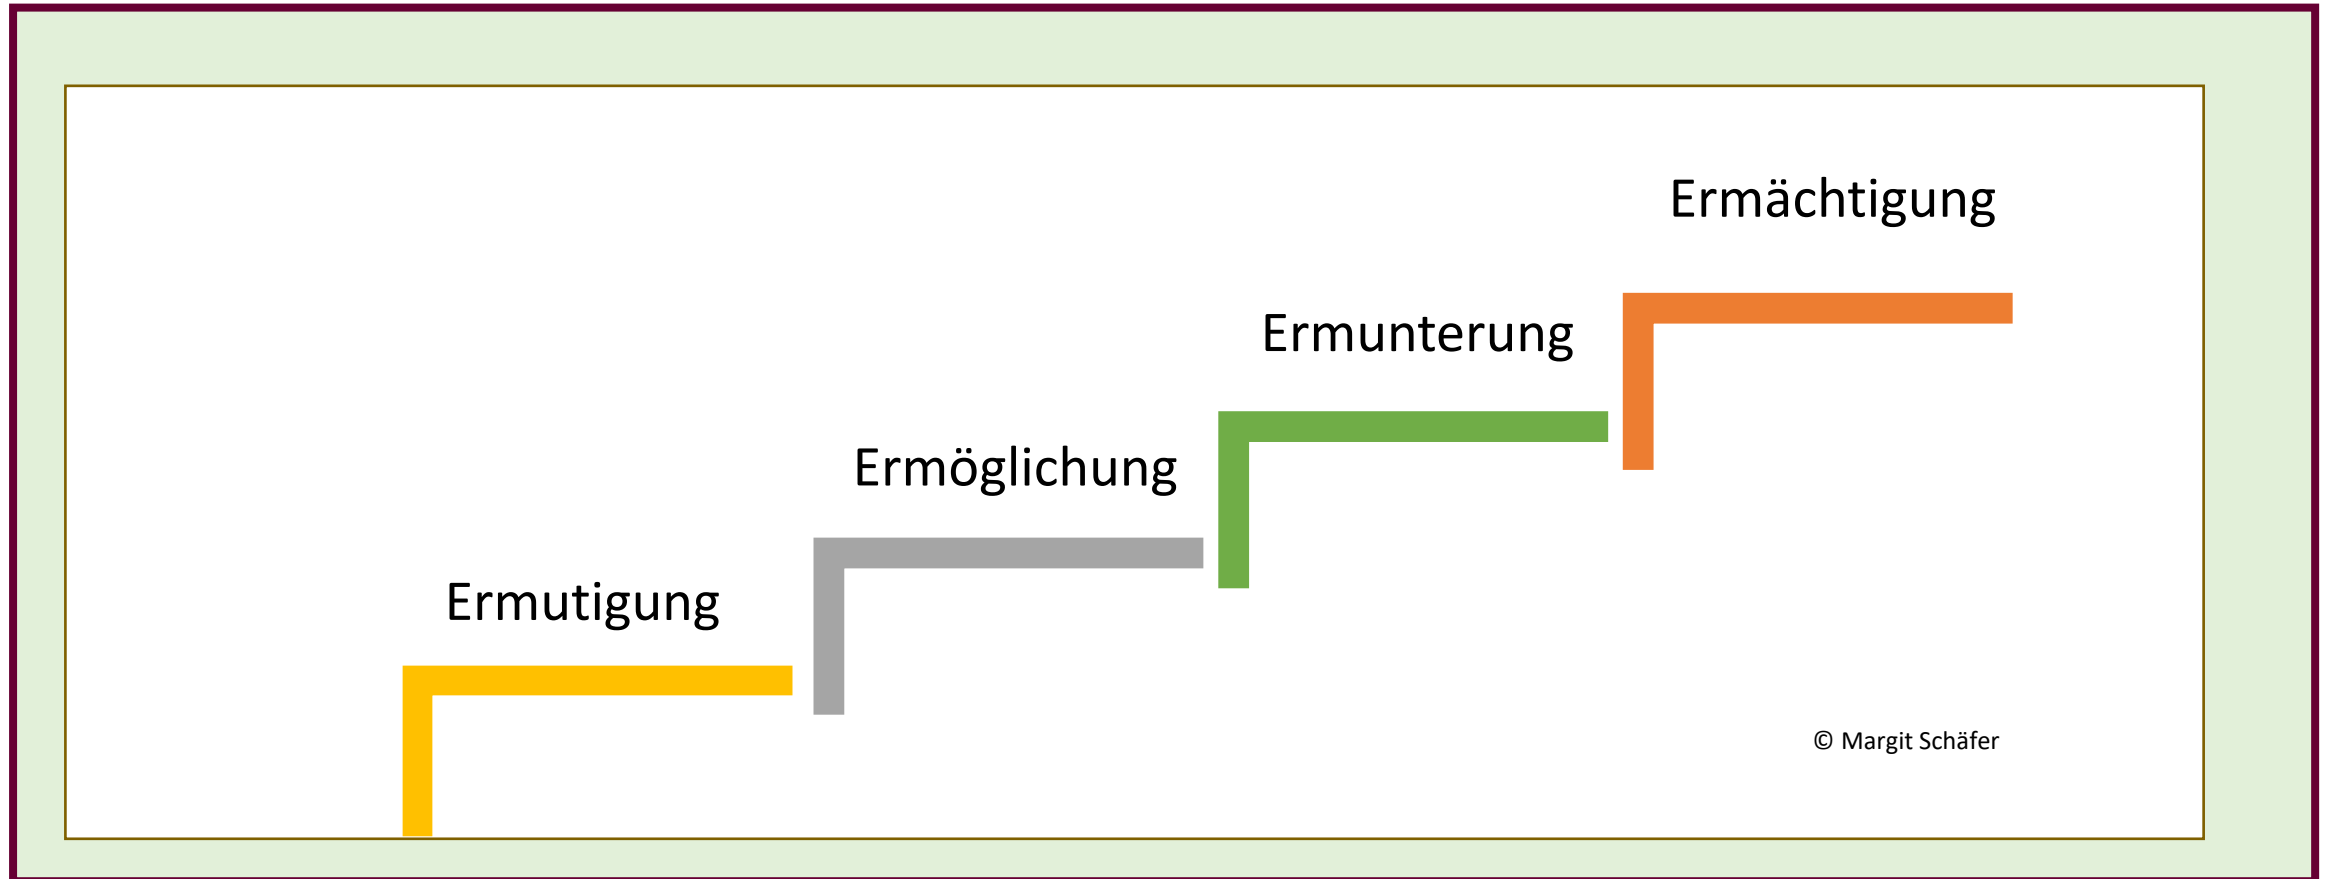 Ermächtigung
Ermunterung
Ermöglichung
Ermutigung
© Margit Schäfer